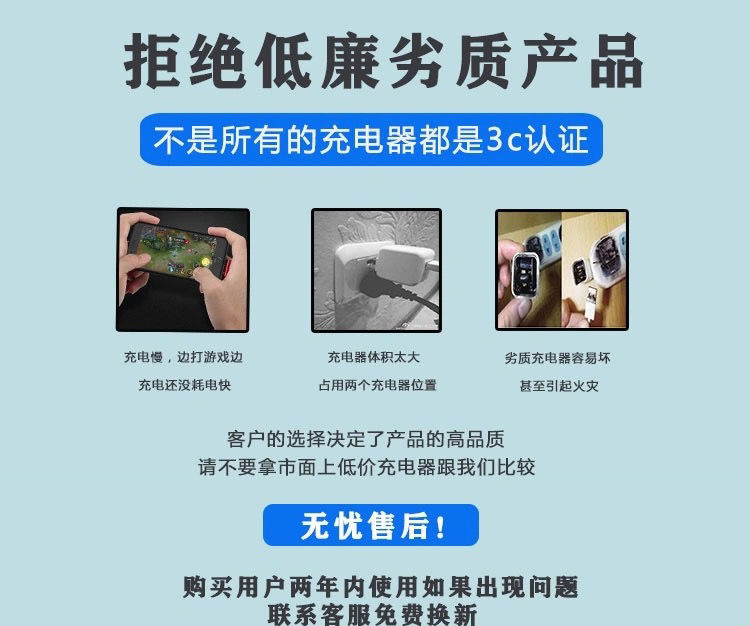 拒绝低廉劣质产品
不是所有的充电器都是3c认证
充电慢，边打游戏边
充电还没耗电快
充电器体积太大
占用两个充电器位置
劣质充电器容易坏
甚至引起火灾
客户的选择决定了产品的高品质
请不要拿市面上低价充电器跟我们比较
无忧售后！
购买用户两年内使用如果出现问题
联系客服免费换新